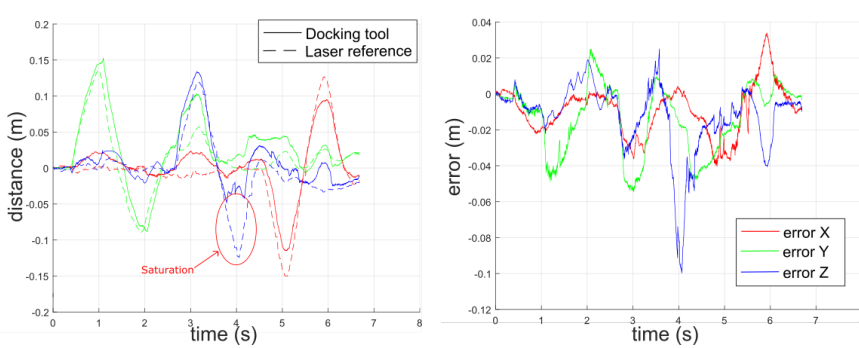 0.2
0.15
0.1
0.05
0
-0.05
-0.1
-0.15
-0.2
distance (m)
Docking tool
Laser reference
Saturation
0 1 2 3 4 5 6 7 8
time (s)
0.04
0.02
0
-0.02
-0.04
-0.06
-0.08
-0.1
-0.12
error (m)
error X
error Y
error Z
0 1 2 3 4 5 6 7
time (s)